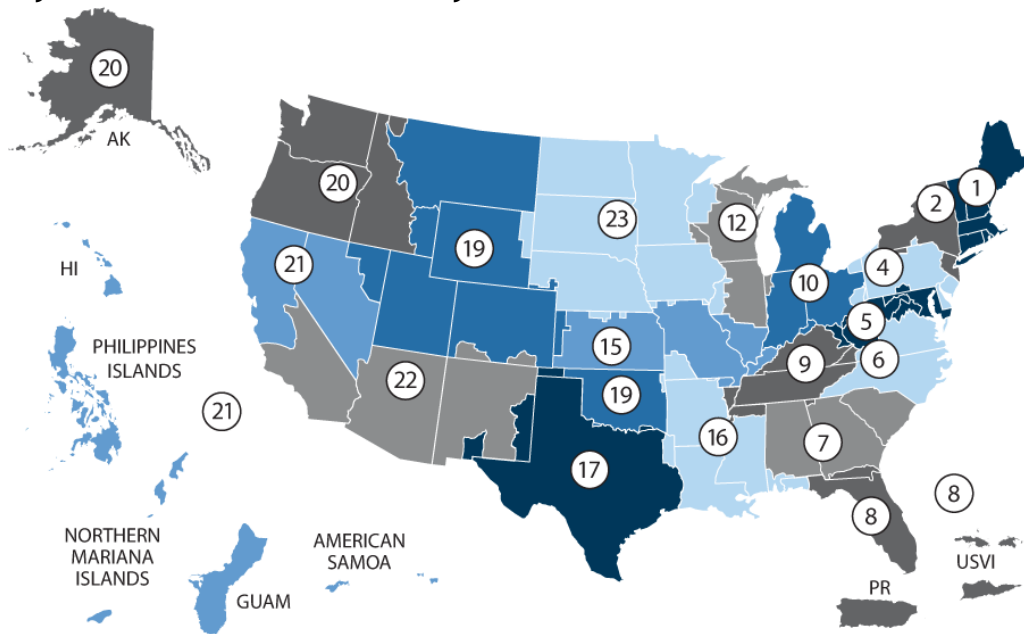 20
AK
20
23
12
2
1
19
HI
21
10
4
5
PHILIPPINES
ISLANDS
15
9
6
22
19
21
16
7
17
8
8
NORTHERN
MARIANA
ISLANDS
AMERICAN
SAMOA
USVI
GUAM
PR